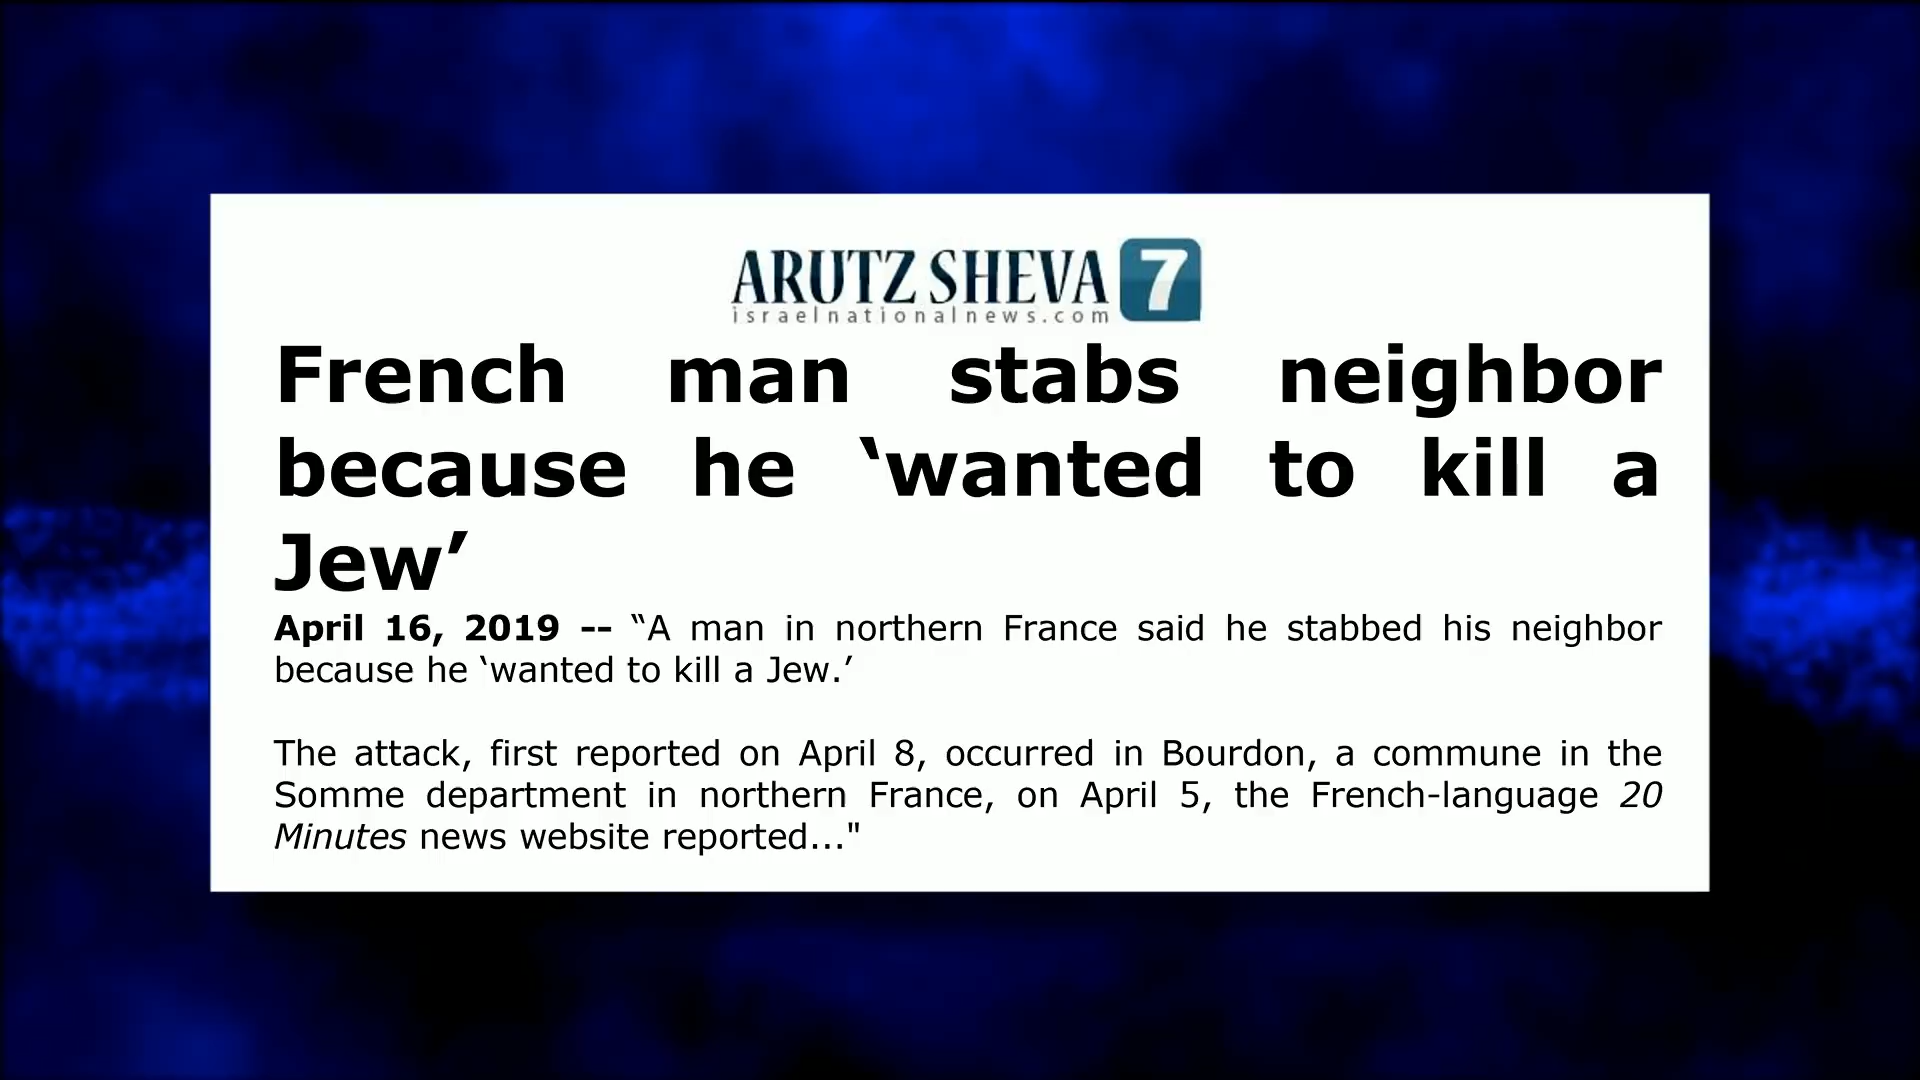 ARUTZ SHEVA 7
israelnationalnews.com
French man stabs neighbor
because he ‘wanted to kill a
Jew’
April 16, 2019 -- “A man in northern France said he stabbed his neighbor
because he ‘wanted to kill a Jew.’
The attack, first reported on April 8, occurred in Bourdon, a commune in the
Somme department in northern France, on April 5, the French-language 20
Minutes news website reported..."